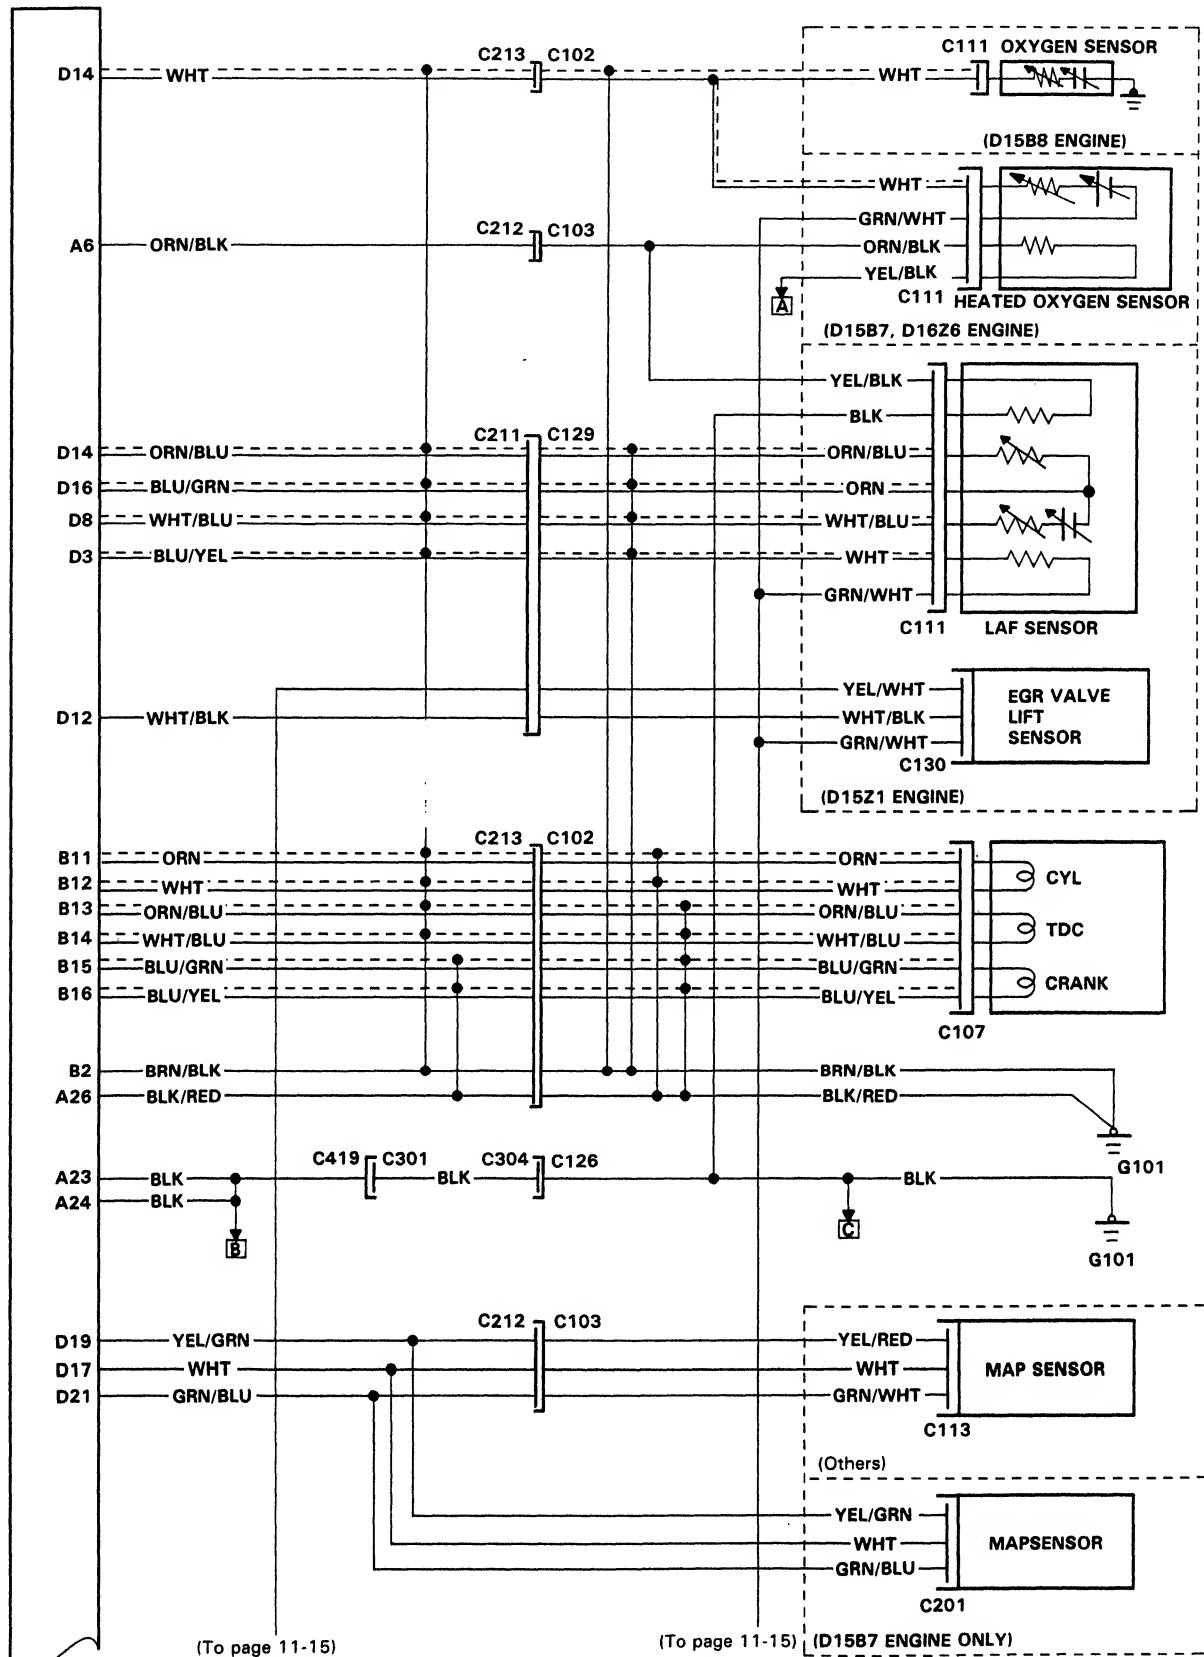 C213 C102
C111 OXYGEN SENSOR
D14 WHT WHT
(D15B8 ENGINE)
WHT
GRN/WHT
A6 ORN/BLK C212 C103 ORN/BLK
YEL/BLK
A
C111 HEATED OXYGEN SENSOR
(D15B7, D16Z6 ENGINE)
YEL/BLK
BLK
C211 C129
D14 ORN/BLU ORN/BLU
D16 BLU/GRN ORN
D8 WHT/BLU WHT/BLU
D3 BLU/YEL WHT
GRN/WHT
C111 LAF SENSOR
YEL/WHT
D12 WHT/BLK WHT/BLK
GRN/WHT
EGR VALVE
LIFT
SENSOR
C130
(D15Z1 ENGINE)
C213 C102
B11 ORN ORN
B12 WHT WHT
CYL
B13 ORN/BLU ORN/BLU
TDC
B14 WHT/BLU WHT/BLU
B15 BLU/GRN BLU/GRN
CRANK
B16 BLU/YEL BLU/YEL
C107
B2 BRN/BLK BRN/BLK
A26 BLK/RED BLK/RED
G101
C419 C301 C304 C126
A23 BLK BLK BLK
A24 BLK
B
C
G101
C212 C103
D19 YEL/GRN YEL/RED
D17 WHT WHT MAP SENSOR
D21 GRN/BLU GRN/WHT
C113
(Others)
YEL/GRN
WHT MAPSENSOR
GRN/BLU
C201
(To page 11-15) (To page 11-15) (D15B7 ENGINE ONLY)